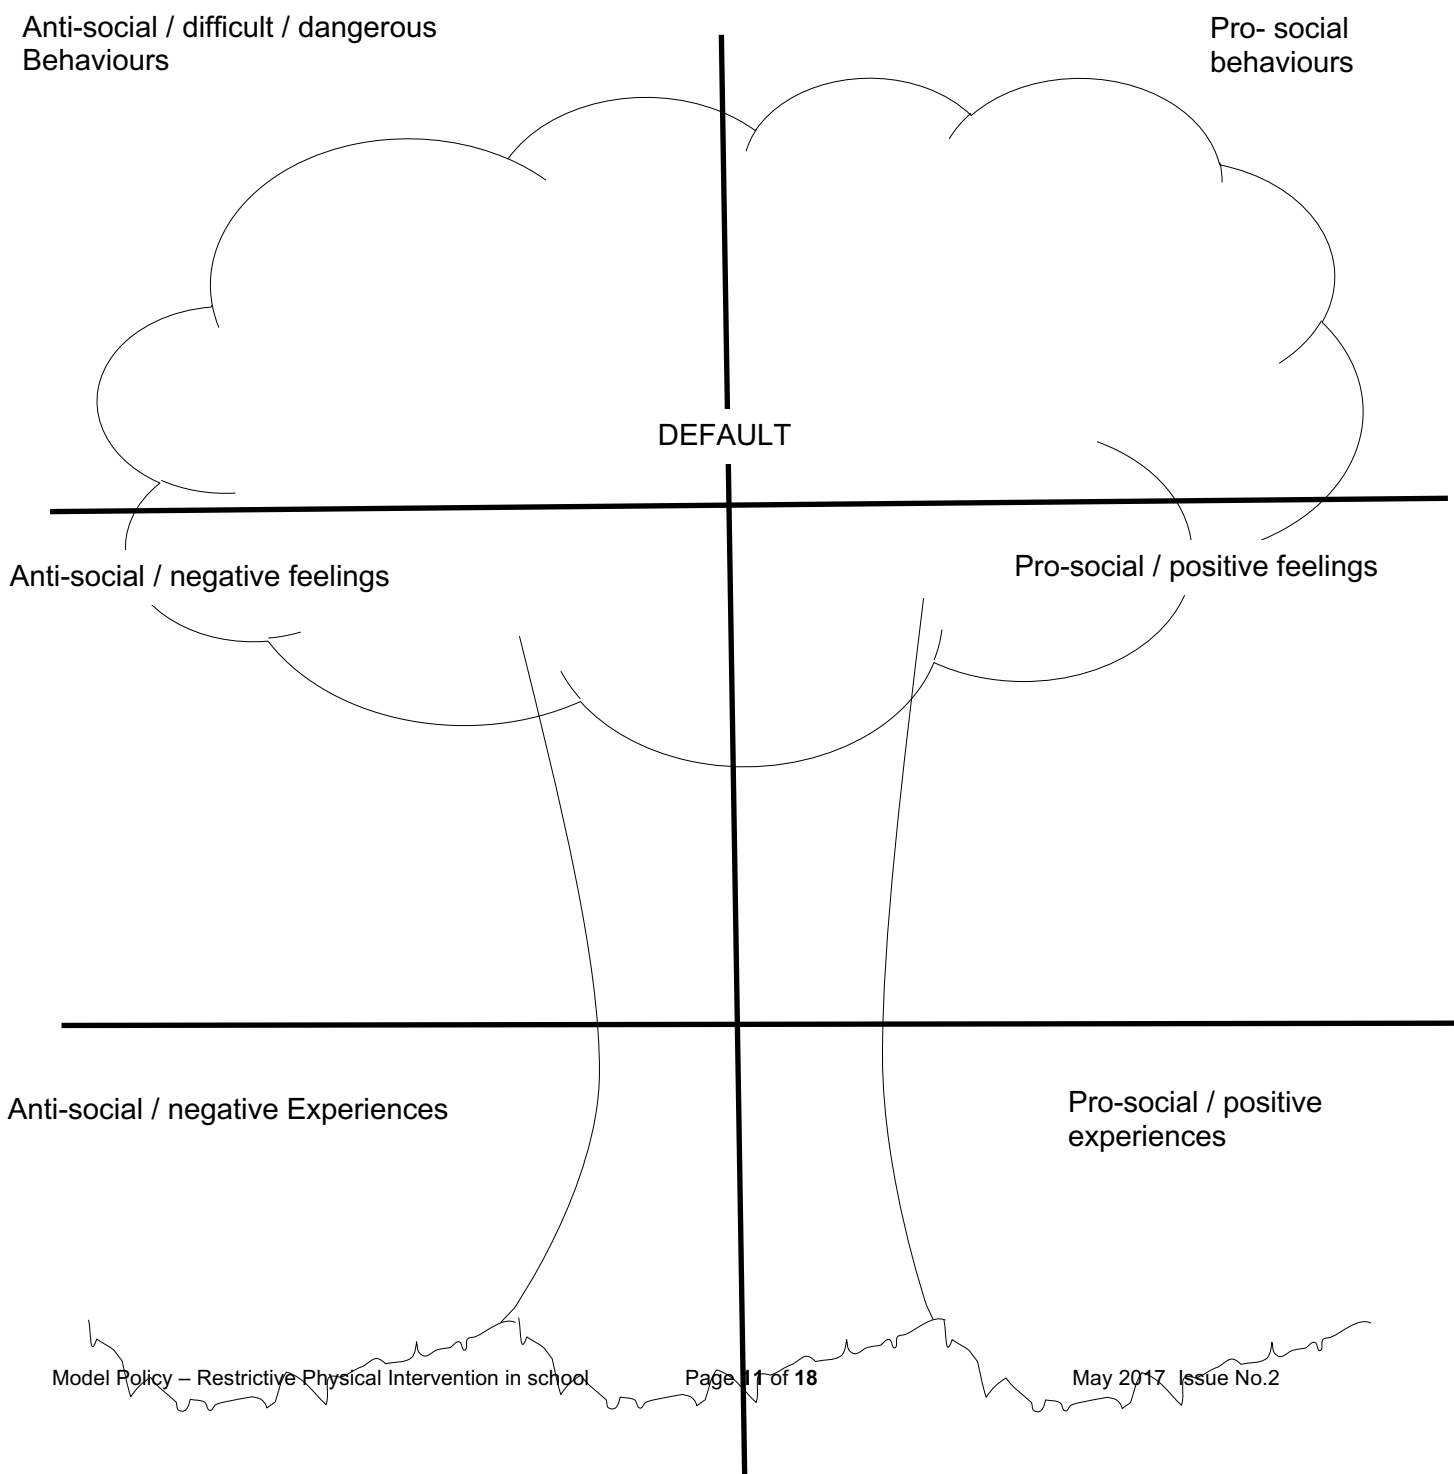 Anti-social / difficult / dangerous
Behaviours
Pro- social
behaviours
DEFAULT
Anti-social / negative feelings
Pro-social / positive feelings
Anti-social / negative Experiences
Pro-social / positive
experiences
Model Policy – Restrictive Physical Intervention in school Page 11 of 18 May 2017 Issue No.2